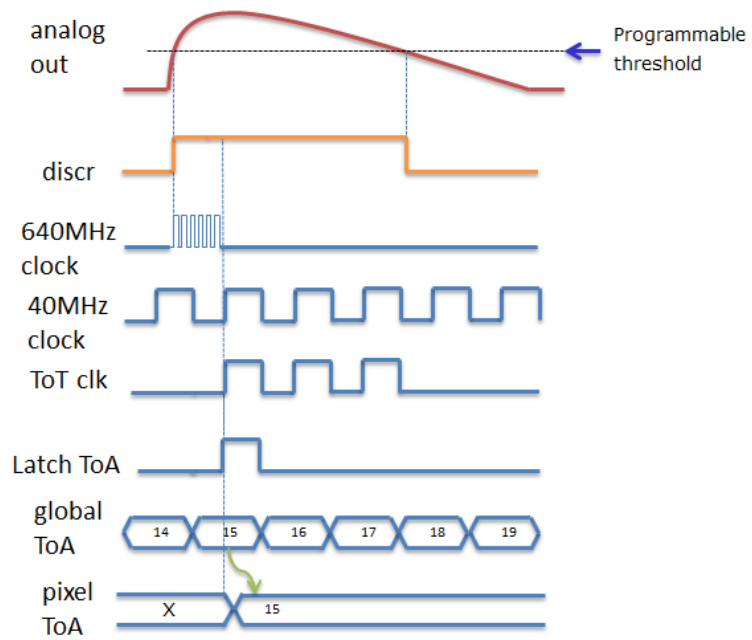 analog
out
Programmable
threshold
discr
640MHz
clock
40MHz
clock
ToT clk
Latch ToA
global
ToA
14 15 16 17 18 19
pixel
ToA
X 15